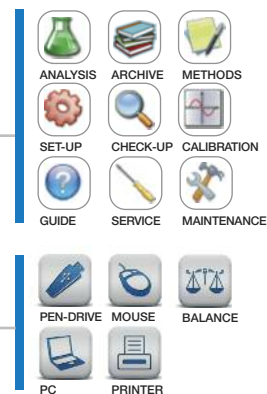 ANALYSIS ARCHIVE METHODS
SET-UP CHECK-UP CALIBRATION
GUIDE SERVICE MAINTENANCE
PEN-DRIVE MOUSE BALANCE
PC PRINTER